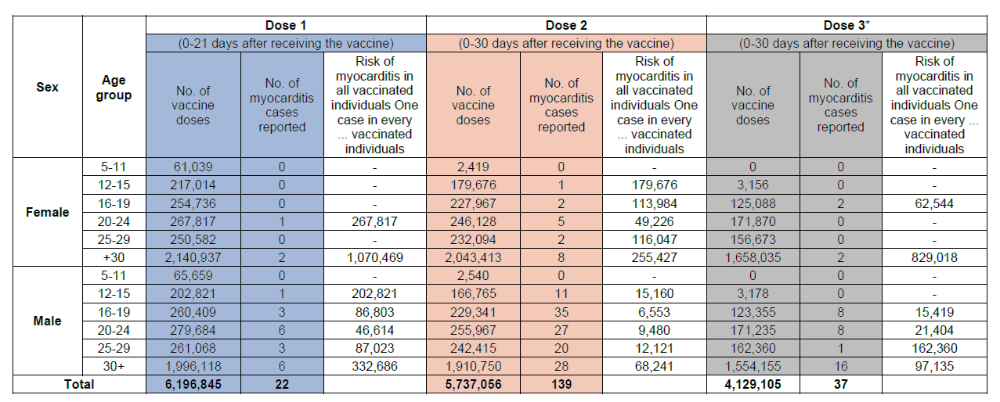 Sex
Age
group
Dose 1
Dose 2
Dose 3*
(0-21 days after receiving the vaccine)
(0-30 days after receiving the vaccine)
(0-30 days after receiving the vaccine)
No. of
vaccine
doses
No. of
myocarditis
cases
reported
Risk of
myocarditis in
all vaccinated
individuals One
case in every
... vaccinated
individuals
No. of
vaccine
doses
No. of
myocarditis
cases
reported
Risk of
myocarditis in
all vaccinated
individuals One
case in every
... vaccinated
individuals
No. of
vaccine
doses
No. of
myocarditis
cases
reported
Risk of
myocarditis in
all vaccinated
individuals One
case in every ...
vaccinated
individuals
Female
5-11 61,039 0 - 2,419 0 - 0 0 -
12-15 217,014 0 - 179,676 1 179,676 3,156 0 -
16-19 254,736 0 - 227,967 2 113,984 125,088 2 62,544
20-24 267,817 1 267,817 246,128 5 49,226 171,870 0 -
25-29 250,582 0 - 232,094 2 116,047 156,673 0 -
+30 2,140,937 2 1,070,469 2,043,413 8 255,427 1,658,035 2 829,018
Male
5-11 65,659 0 - 2,540 0 - 0 0 -
12-15 202,821 1 202,821 166,765 11 15,160 3,178 0 -
16-19 260,409 3 86,803 229,341 35 6,553 123,355 8 15,419
20-24 279,684 6 46,614 255,967 27 9,480 171,235 8 21,404
25-29 261,068 3 87,023 242,415 20 12,121 162,360 1 162,360
30+ 1,996,118 6 332,686 1,910,750 28 68,241 1,554,155 16 97,135
Total 6,196,845 22 5,737,056 139 4,129,105 37